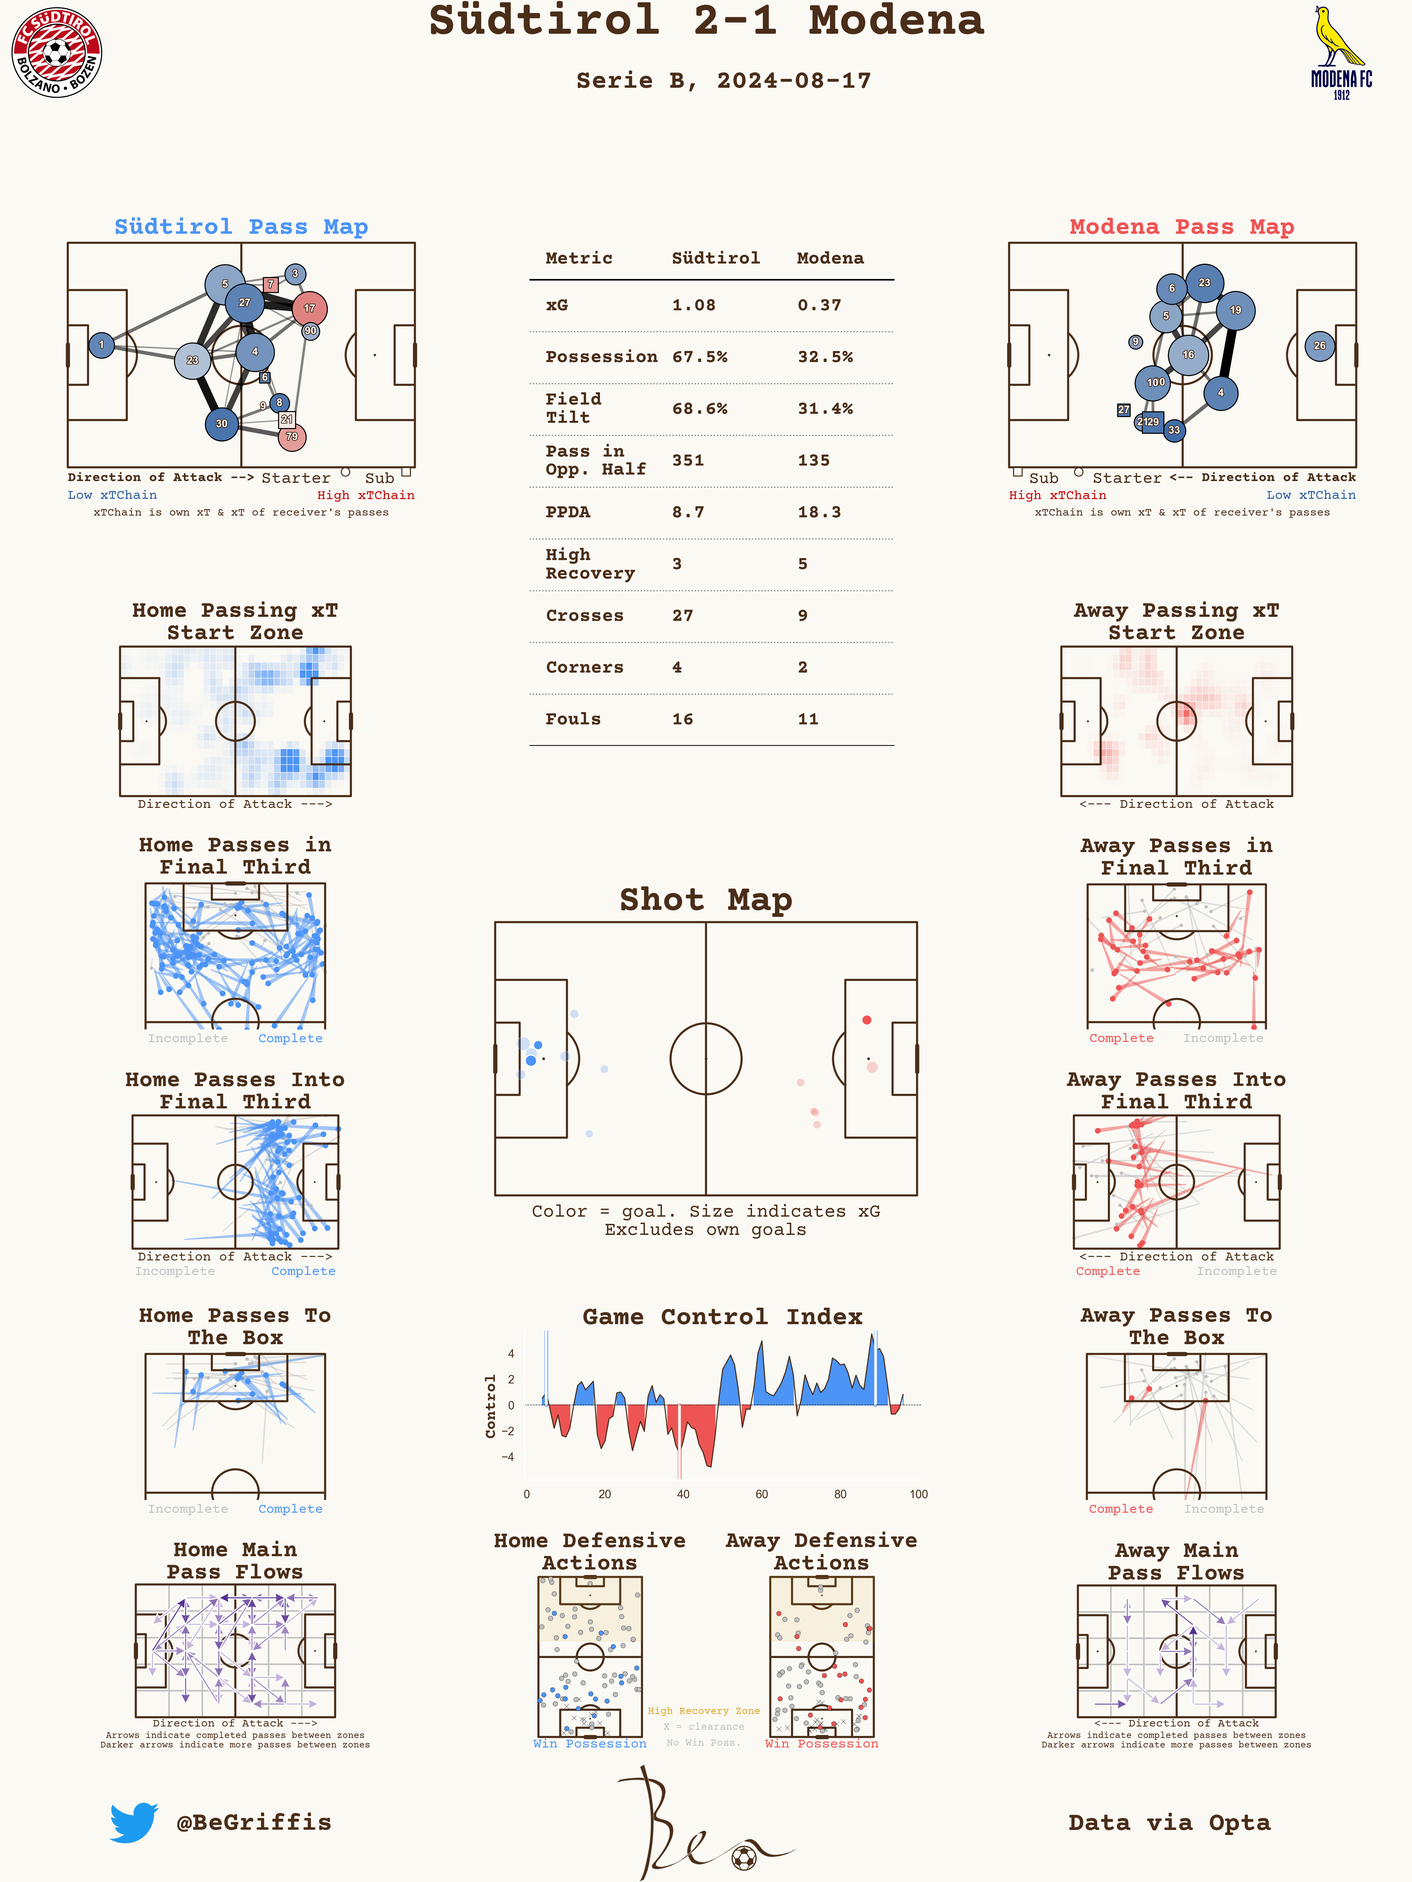 Südtirol 2-1 Modena
Serie B, 2024-08-17
FC SÜDTIROL
BOLZANO • BOZEN
MODENA FC
1912
Südtirol Pass Map
5
3
7
27
17
90
1
23
4
6
9
8
21
30
79
Direction of Attack --> Starter Sub
Low xTChain High xTChain
xTChain is own xT & xT of receiver's passes
Metric Südtirol Modena
xG 1.08 0.37
Possession 67.5% 32.5%
Field
Tilt 68.6% 31.4%
Pass in
Opp. Half 351 135
PPDA 8.7 18.3
High
Recovery 3 5
Crosses 27 9
Corners 4 2
Fouls 16 11
Modena Pass Map
6
23
5
19
9
16
26
10
4
27
29
33
Sub Starter <-- Direction of Attack
High xTChain Low xTChain
xTChain is own xT & xT of receiver's passes
Home Passing xT
Start Zone
Direction of Attack --->
Away Passing xT
Start Zone
<--- Direction of Attack
Home Passes in
Final Third
Incomplete Complete
Away Passes in
Final Third
Complete Incomplete
Shot Map
Color = goal. Size indicates xG
Excludes own goals
Home Passes Into
Final Third
Direction of Attack --->
Incomplete Complete
Away Passes Into
Final Third
<--- Direction of Attack
Complete Incomplete
Home Passes To
The Box
Incomplete Complete
Game Control Index
Control
4
2
0
−2
−4
0 20 40 60 80 100
Away Passes To
The Box
Complete Incomplete
Home Main
Pass Flows
Direction of Attack --->
Arrows indicate completed passes between zones
Darker arrows indicate more passes between zones
Home Defensive
Actions
Win Possession
Away Defensive
Actions
Win Possession
High Recovery Zone
X = clearance
No Win Poss.
Away Main
Pass Flows
<--- Direction of Attack
Arrows indicate completed passes between zones
Darker arrows indicate more passes between zones
@BeGriffis
Ben
Data via Opta